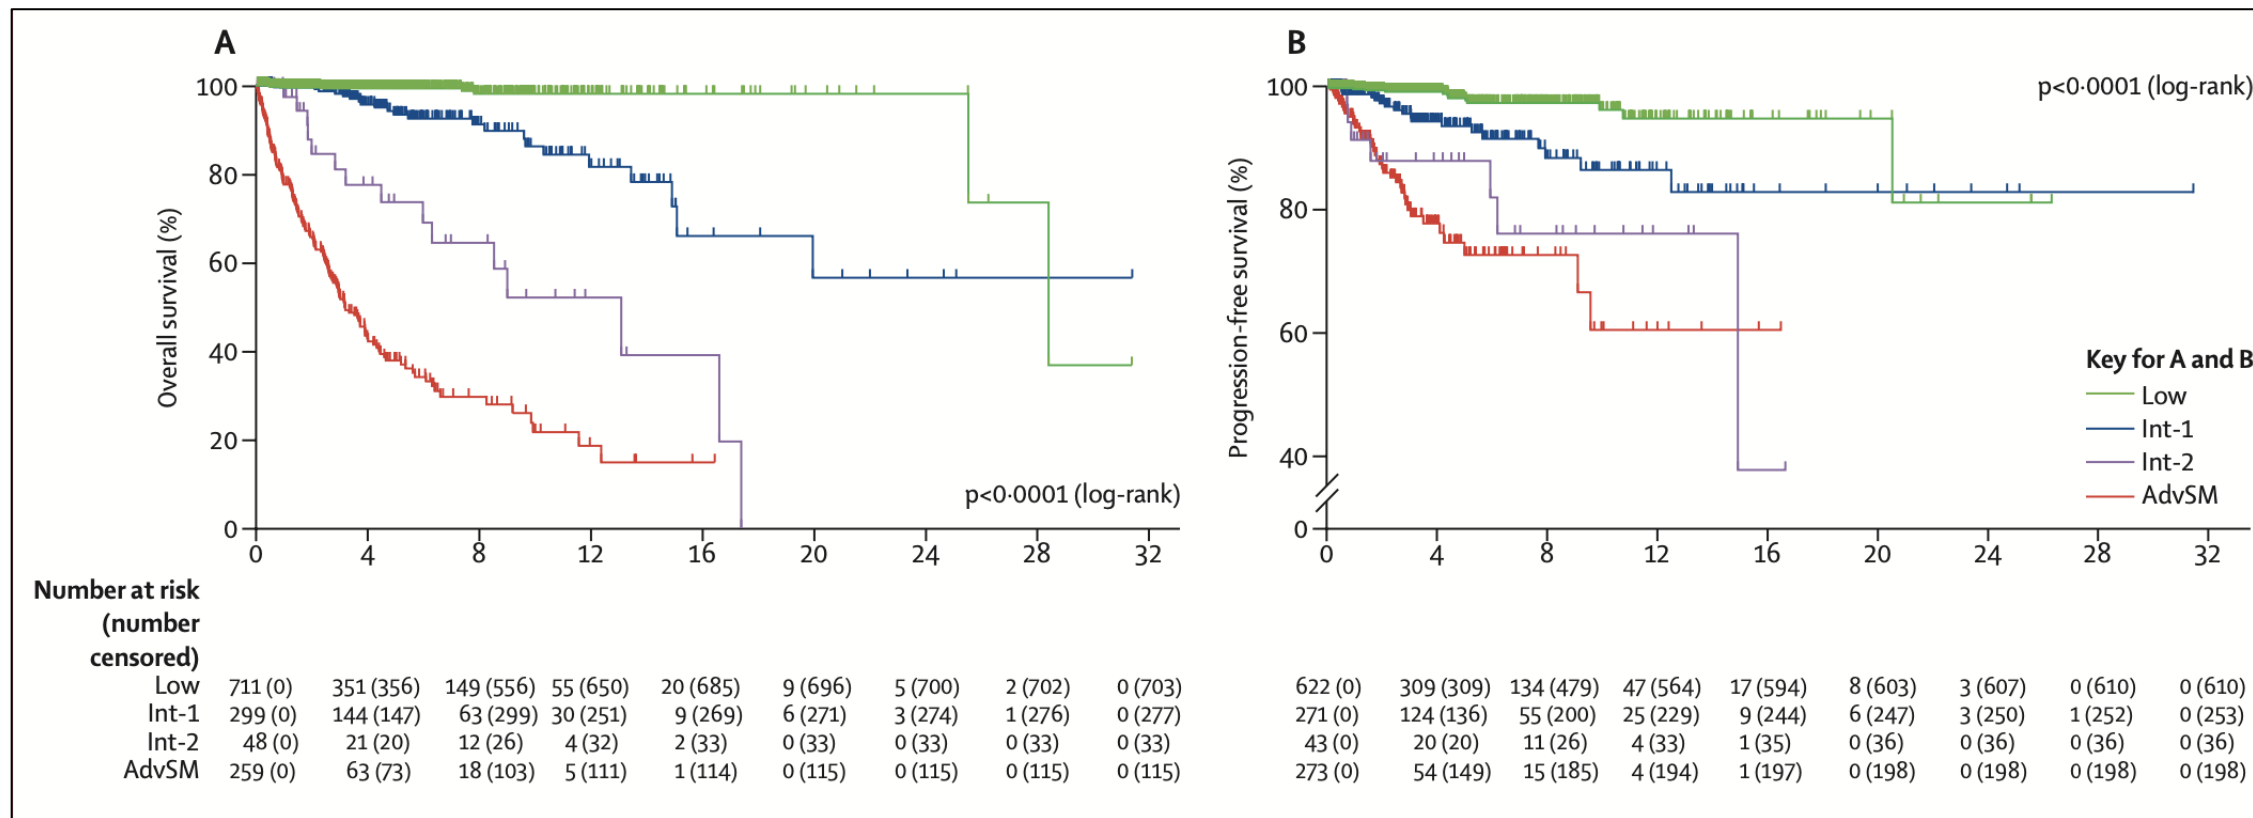 A
100
80
60
40
20
0
Overall survival (%)
p<0·0001 (log-rank)
0 4 8 12 16 20 24 28 32
B
100
80
60
40
0
Progression-free survival (%)
p<0·0001 (log-rank)
Key for A and B
Low
Int-1
Int-2
AdvSM
0 4 8 12 16 20 24 28 32
Number at risk
(number
censored)
Low 711 (0) 351 (356) 149 (556) 55 (650) 20 (685) 9 (696) 5 (700) 2 (702) 0 (703) 622 (0) 309 (309) 134 (479) 47 (564) 17 (594) 8 (603) 3 (607) 0 (610) 0 (610)
Int-1 299 (0) 144 (147) 63 (299) 30 (251) 9 (269) 6 (271) 3 (274) 1 (276) 0 (277) 271 (0) 124 (136) 55 (200) 25 (229) 9 (244) 6 (247) 3 (250) 1 (252) 0 (253)
Int-2 48 (0) 21 (20) 12 (26) 4 (32) 2 (33) 0 (33) 0 (33) 0 (33) 0 (33) 43 (0) 20 (20) 11 (26) 4 (33) 1 (35) 0 (36) 0 (36) 0 (36) 0 (36)
AdvSM 259 (0) 63 (73) 18 (103) 5 (111) 1 (114) 0 (115) 0 (115) 0 (115) 0 (115) 273 (0) 54 (149) 15 (185) 4 (194) 1 (197) 0 (198) 0 (198) 0 (198) 0 (198)